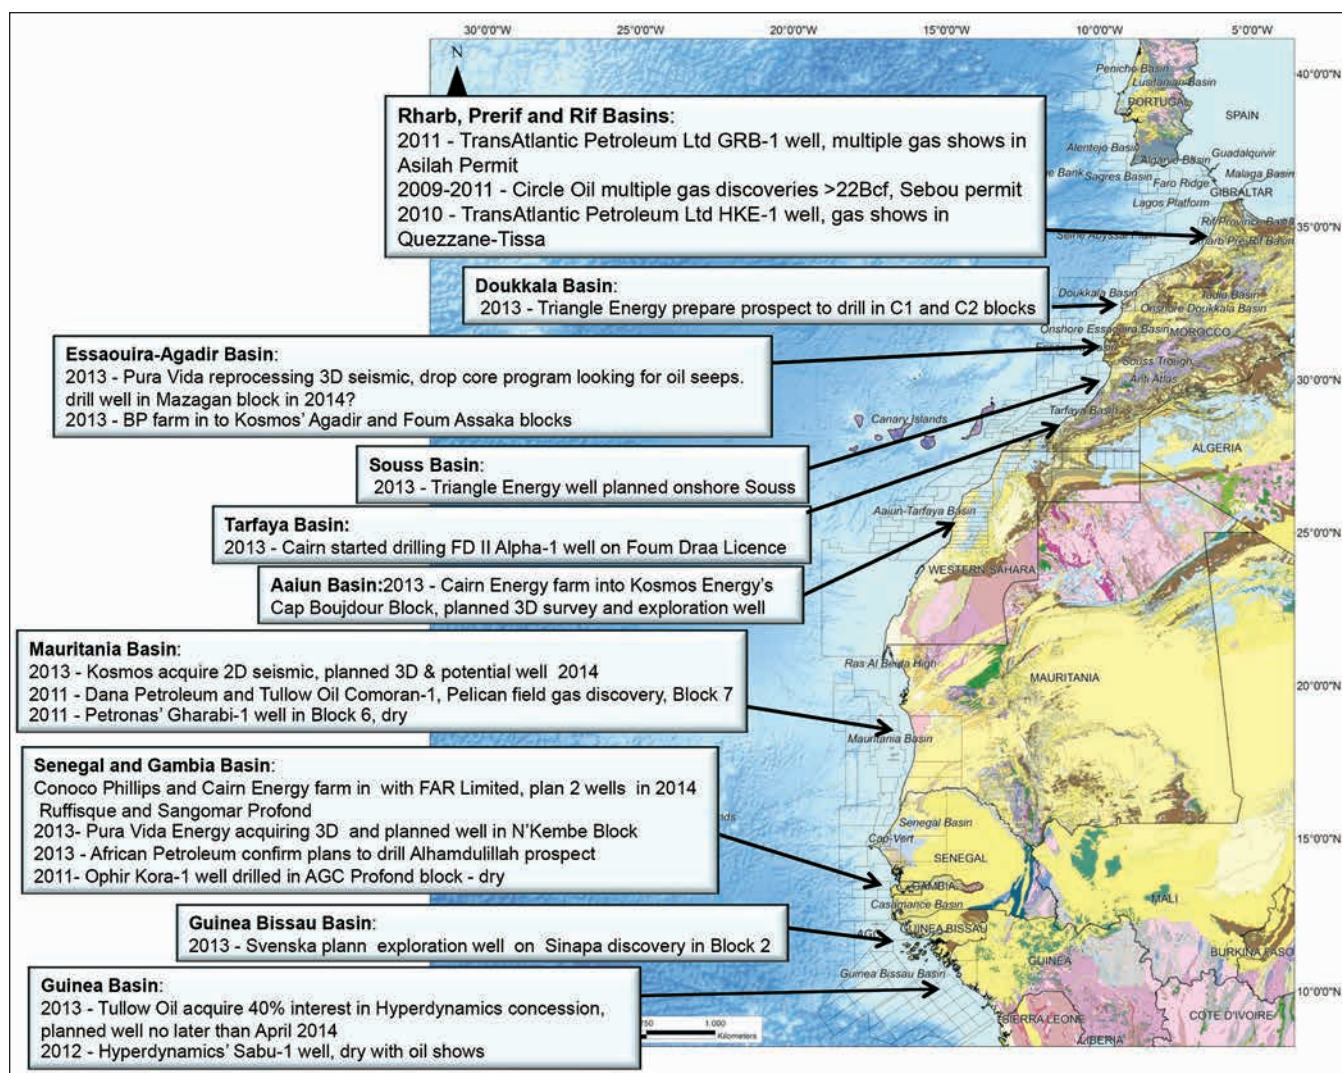 30°0'0"W
25°0'0"W
20°0'0"W
15°0'0"W
10°0'0"W
5°0'0"W
N
40°0'0"N
35°0'0"N
30°0'0"N
25°0'0"N
20°0'0"N
15°0'0"N
10°0'0"N
Rharb, Prerif and Rif Basins:
2011 - TransAtlantic Petroleum Ltd GRB-1 well, multiple gas shows in
Asilah Permit
2009-2011 - Circle Oil multiple gas discoveries >22Bcf, Sebou permit
2010 - TransAtlantic Petroleum Ltd HKE-1 well, gas shows in
Quezzane-Tissa
Doukkala Basin:
2013 - Triangle Energy prepare prospect to drill in C1 and C2 blocks
Essaouira-Agadir Basin:
2013 - Pura Vida reprocessing 3D seismic, drop core program looking for oil seeps.
drill well in Mazagan block in 2014?
2013 - BP farm in to Kosmos' Agadir and Foum Assaka blocks
Souss Basin:
2013 - Triangle Energy well planned onshore Souss
Tarfaya Basin:
2013 - Cairn started drilling FD II Alpha-1 well on Foum Draa Licence
Aaiun Basin:2013 - Cairn Energy farm into Kosmos Energy's
Cap Boujdour Block, planned 3D survey and exploration well
Mauritania Basin:
2013 - Kosmos acquire 2D seismic, planned 3D & potential well 2014
2011 - Dana Petroleum and Tullow Oil Comoran-1, Pelican field gas discovery, Block 7
2011 - Petronas' Gharabi-1 well in Block 6, dry
Senegal and Gambia Basin:
Conoco Phillips and Cairn Energy farm in with FAR Limited, plan 2 wells in 2014
Ruffisque and Sangomar Profond
2013- Pura Vida Energy acquiring 3D and planned well in N'Kembe Block
2013 - African Petroleum confirm plans to drill Alhamdulillah prospect
2011- Ophir Kora-1 well drilled in AGC Profond block - dry
Guinea Bissau Basin:
2013 - Svenska plann exploration well on Sinapa discovery in Block 2
Guinea Basin:
2013 - Tullow Oil acquire 40% interest in Hyperdynamics concession,
planned well no later than April 2014
2012 - Hyperdynamics' Sabu-1 well, dry with oil shows
Peniche Basin
Lusitanian Basin
PORTUGAL
SPAIN
Alentejo Basin
Algarve Basin
Guadalquivir
Sagres Basin
Malaga Basin
Faro Ridge
GIBRALTAR
Lagos Platform
Rif Province Basin
Pre-Rif Basin
Doukkala Basin
Tadla Basin
Onshore Doukkala Basin
Onshore Essaouira Basin
MOROCCO
Souss Trough
Anti Atlas
Tarfaya Basin
Canary Islands
ALGERIA
Aaiun-Tarfaya Basin
WESTERN SAHARA
Ras Al Beida High
MAURITANIA
Mauritania Basin
Senegal Basin
Cap-Vert
SENEGAL
GAMBIA
Casamance Basin
MALI
AGC
GUINEA BISSAU
GUINEA
BURKINA FASO
Guinea Bissau Basin
SIERRA LEONE
COTE D'IVOIRE
LIBERIA
750
1,000
Kilometers